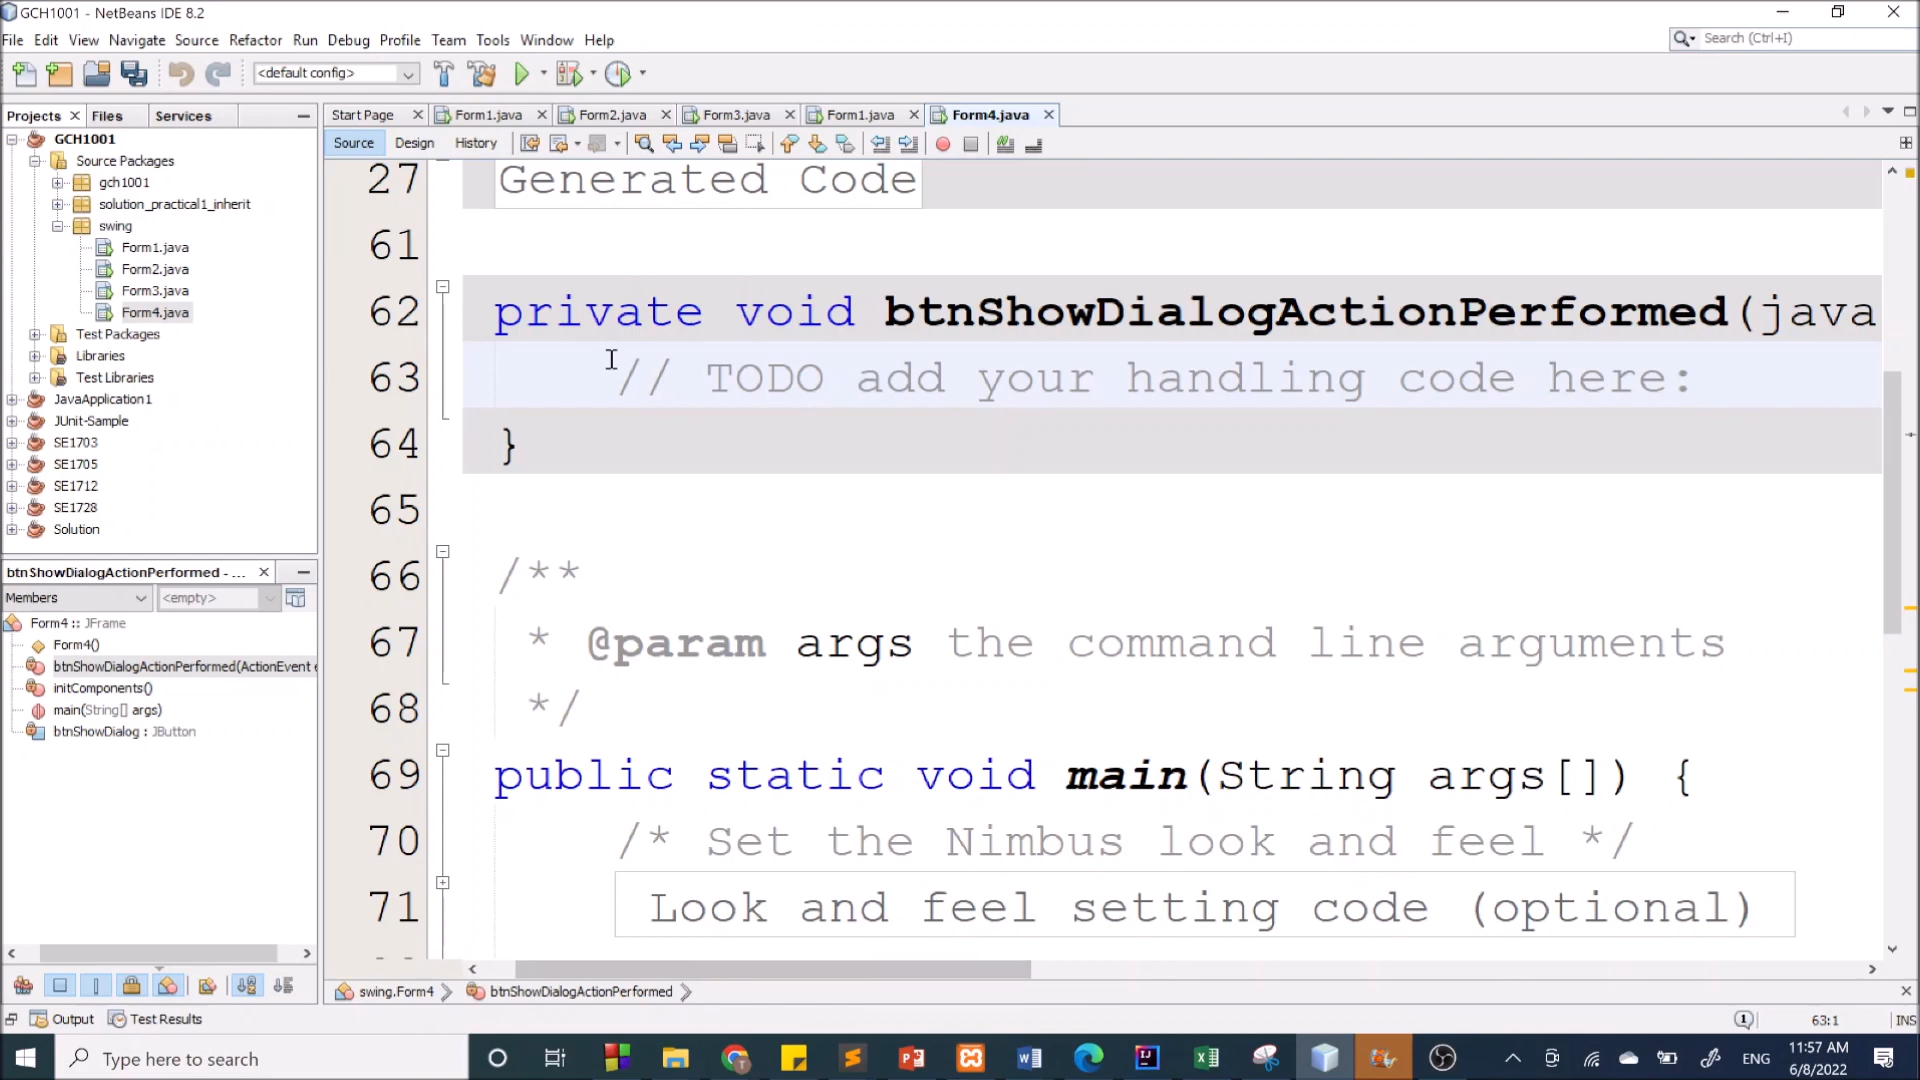 GCH1001 - NetBeans IDE 8.2
File Edit View Navigate Source Refactor Run Debug Profile Team Tools Window Help
Search (Ctrl+I)
<default config>
Projects Files Services
Start Page Form1.java Form2.java Form3.java Form1.java Form4.java
Source Design History
GCH1001
Source Packages
gch1001
solution_practical1_inherit
swing
Form1.java
Form2.java
Form3.java
Form4.java
Test Packages
Libraries
Test Libraries
JavaApplication1
JUnit-Sample
SE1703
SE1705
SE1712
SE1728
Solution
27 Generated Code
61
62 private void btnShowDialogActionPerformed(java
63 // TODO add your handling code here:
64 }
65
66 /**
67 * @param args the command line arguments
68 */
69 public static void main(String args[]) {
70 /* Set the Nimbus look and feel */
71 Look and feel setting code (optional)
btnShowDialogActionPerformed - ...
Members <empty>
Form4 :: JFrame
Form4()
btnShowDialogActionPerformed(ActionEvent e
initComponents()
main(String[] args)
btnShowDialog : JButton
swing.Form4 btnShowDialogActionPerformed
Output Test Results
1 63:1 INS
Type here to search
ENG
11:57 AM
6/8/2022